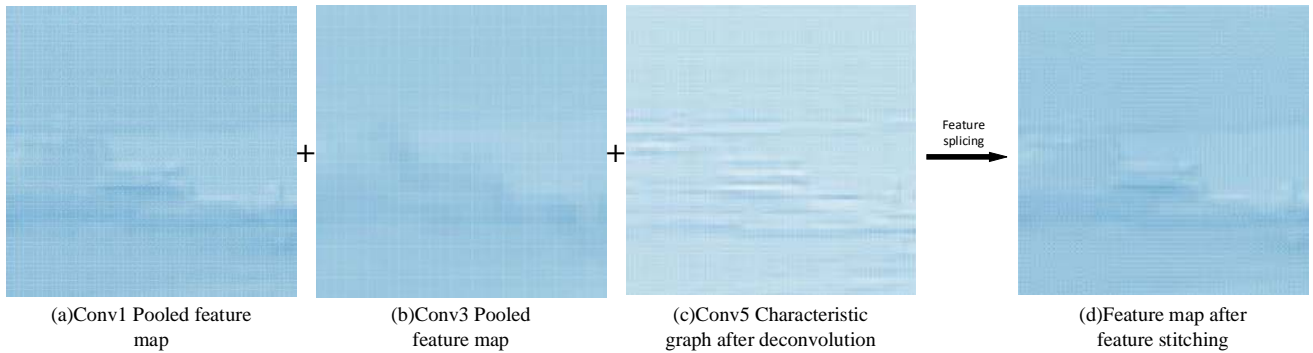 +
+
Feature
splicing
(a)Conv1 Pooled feature
map
(b)Conv3 Pooled
feature map
(c)Conv5 Characteristic
graph after deconvolution
(d)Feature map after
feature stitching